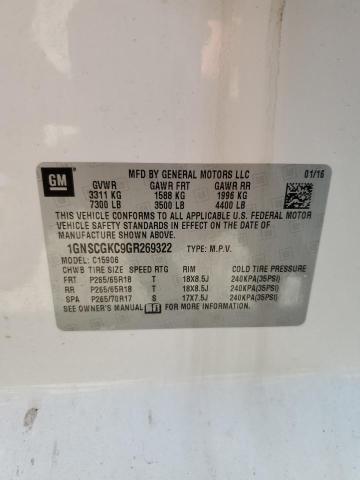 GM
MFD BY GENERAL MOTORS LLC 01/16
GVWR GAWR FRT GAWR RR
3311 KG 1588 KG 1996 KG
7300 LB 3500 LB 4400 LB
THIS VEHICLE CONFORMS TO ALL APPLICABLE U.S. FEDERAL MOTOR
VEHICLE SAFETY STANDARDS IN EFFECT ON THE DATE OF
MANUFACTURE SHOWN ABOVE.
1GNSCGKC9GR269322 TYPE: M.P.V.
MODEL: C15906
CHWB TIRE SIZE SPEED RTG RIM COLD TIRE PRESSURE
FRT P265/65R18 T 18X8.5J 240KPA(35PSI)
RR P265/65R18 T 18X8.5J 240KPA(35PSI)
SPA P265/70R17 S 17X7.5J 240KPA(35PSI)
SEE OWNER'S MANUAL FOR MORE INFORMATION.